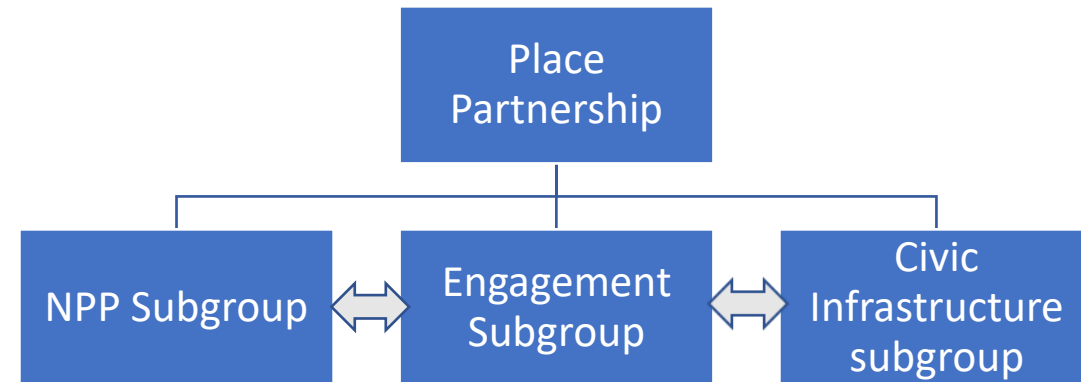 Place
Partnership
NPP Subgroup
Engagement
Subgroup
Civic
Infrastructure
subgroup